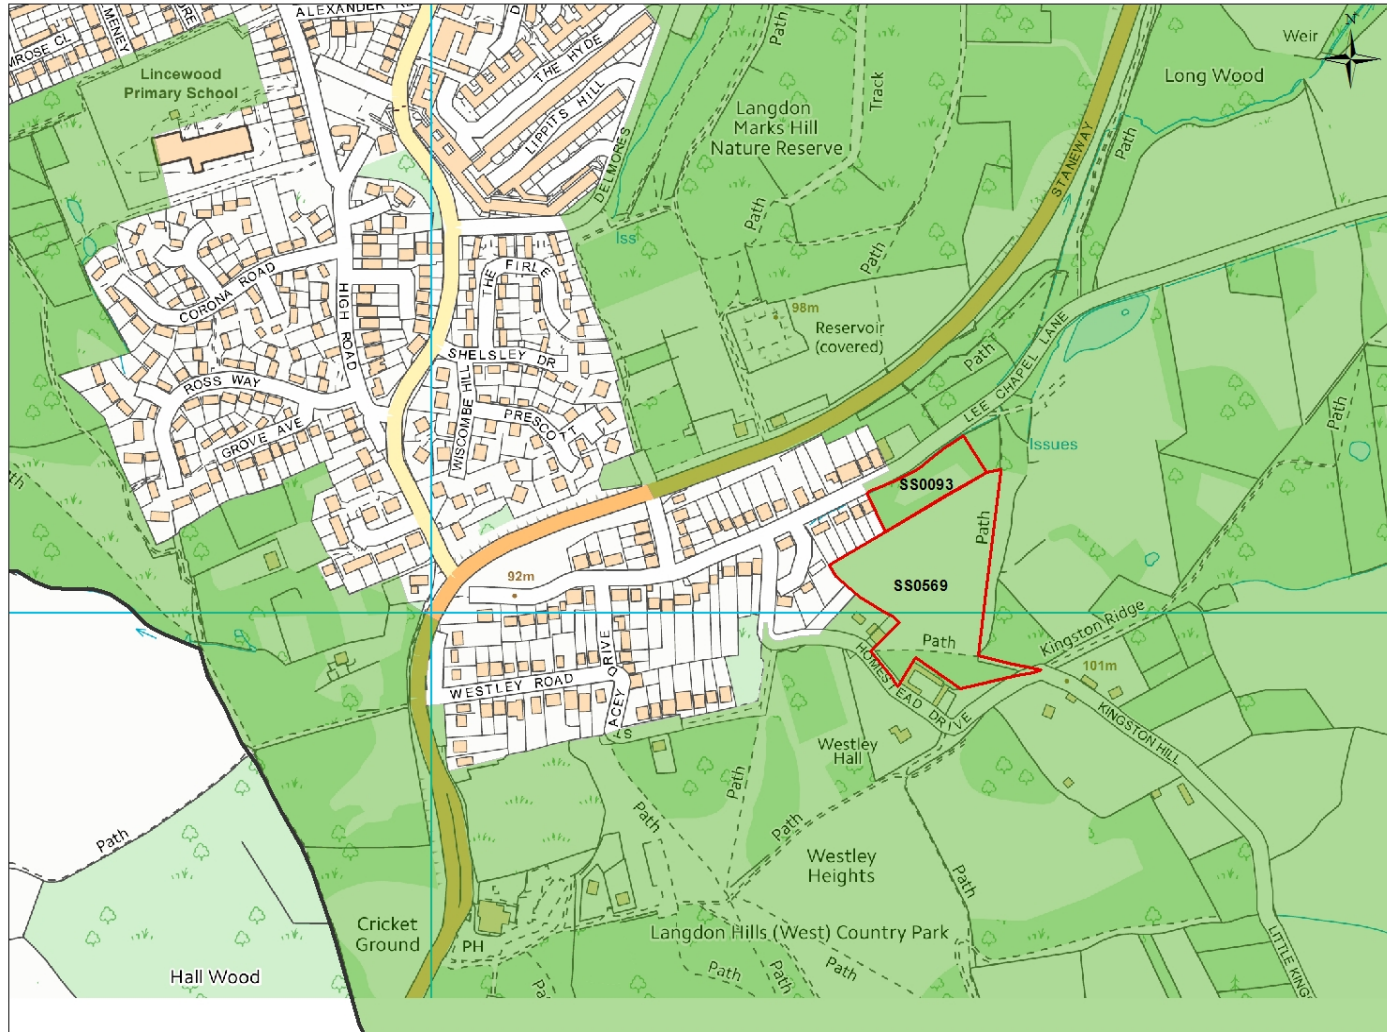 ALEXANDER R
MENEY
MROSE CL
Lincewood
Primary School
THE HYDE
LIPPITS HILL
DELMORES
Path
Track
Langdon
Marks Hill
Nature Reserve
Path
Path
STANEWAY
Path
Long Wood
Weir
N
Iss
CORONA ROAD
HIGH ROAD
THE FIRLE
SHELSLEY DR
WISCOMBE HILL
PRESCOTT
ROSS WAY
GROVE AVE
98m
Reservoir
(covered)
Path
LEE CHAPEL LANE
Issues
Path
SS0093
Path
SS0569
92m
Path
Kingston Ridge
101m
HOMESTEAD DRIVE
KINGSTON HILL
WESTLEY ROAD
ACEY DRIVE
Westley
Hall
Path
Path
Path
Path
Westley
Heights
Path
Cricket
Ground
PH
Langdon Hills (West) Country Park
Path
Path
Path
Hall Wood
LITTLE KINGS